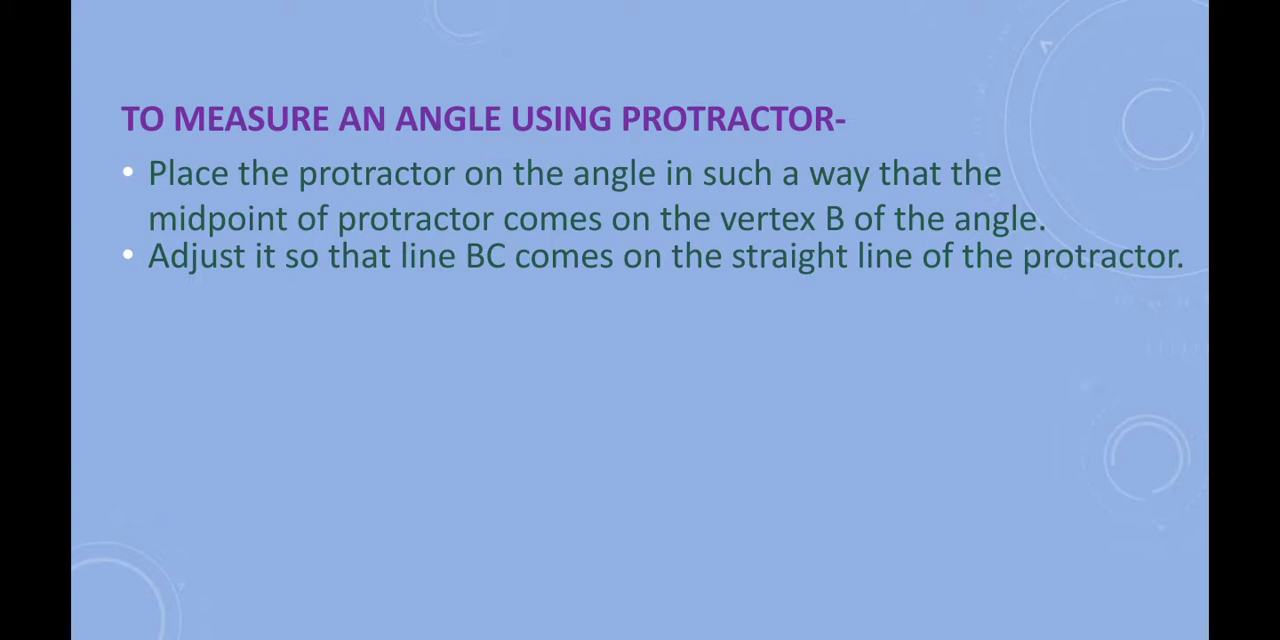 TO MEASURE AN ANGLE USING PROTRACTOR-
• Place the protractor on the angle in such a way that the
midpoint of protractor comes on the vertex B of the angle.
• Adjust it so that line BC comes on the straight line of the protractor.